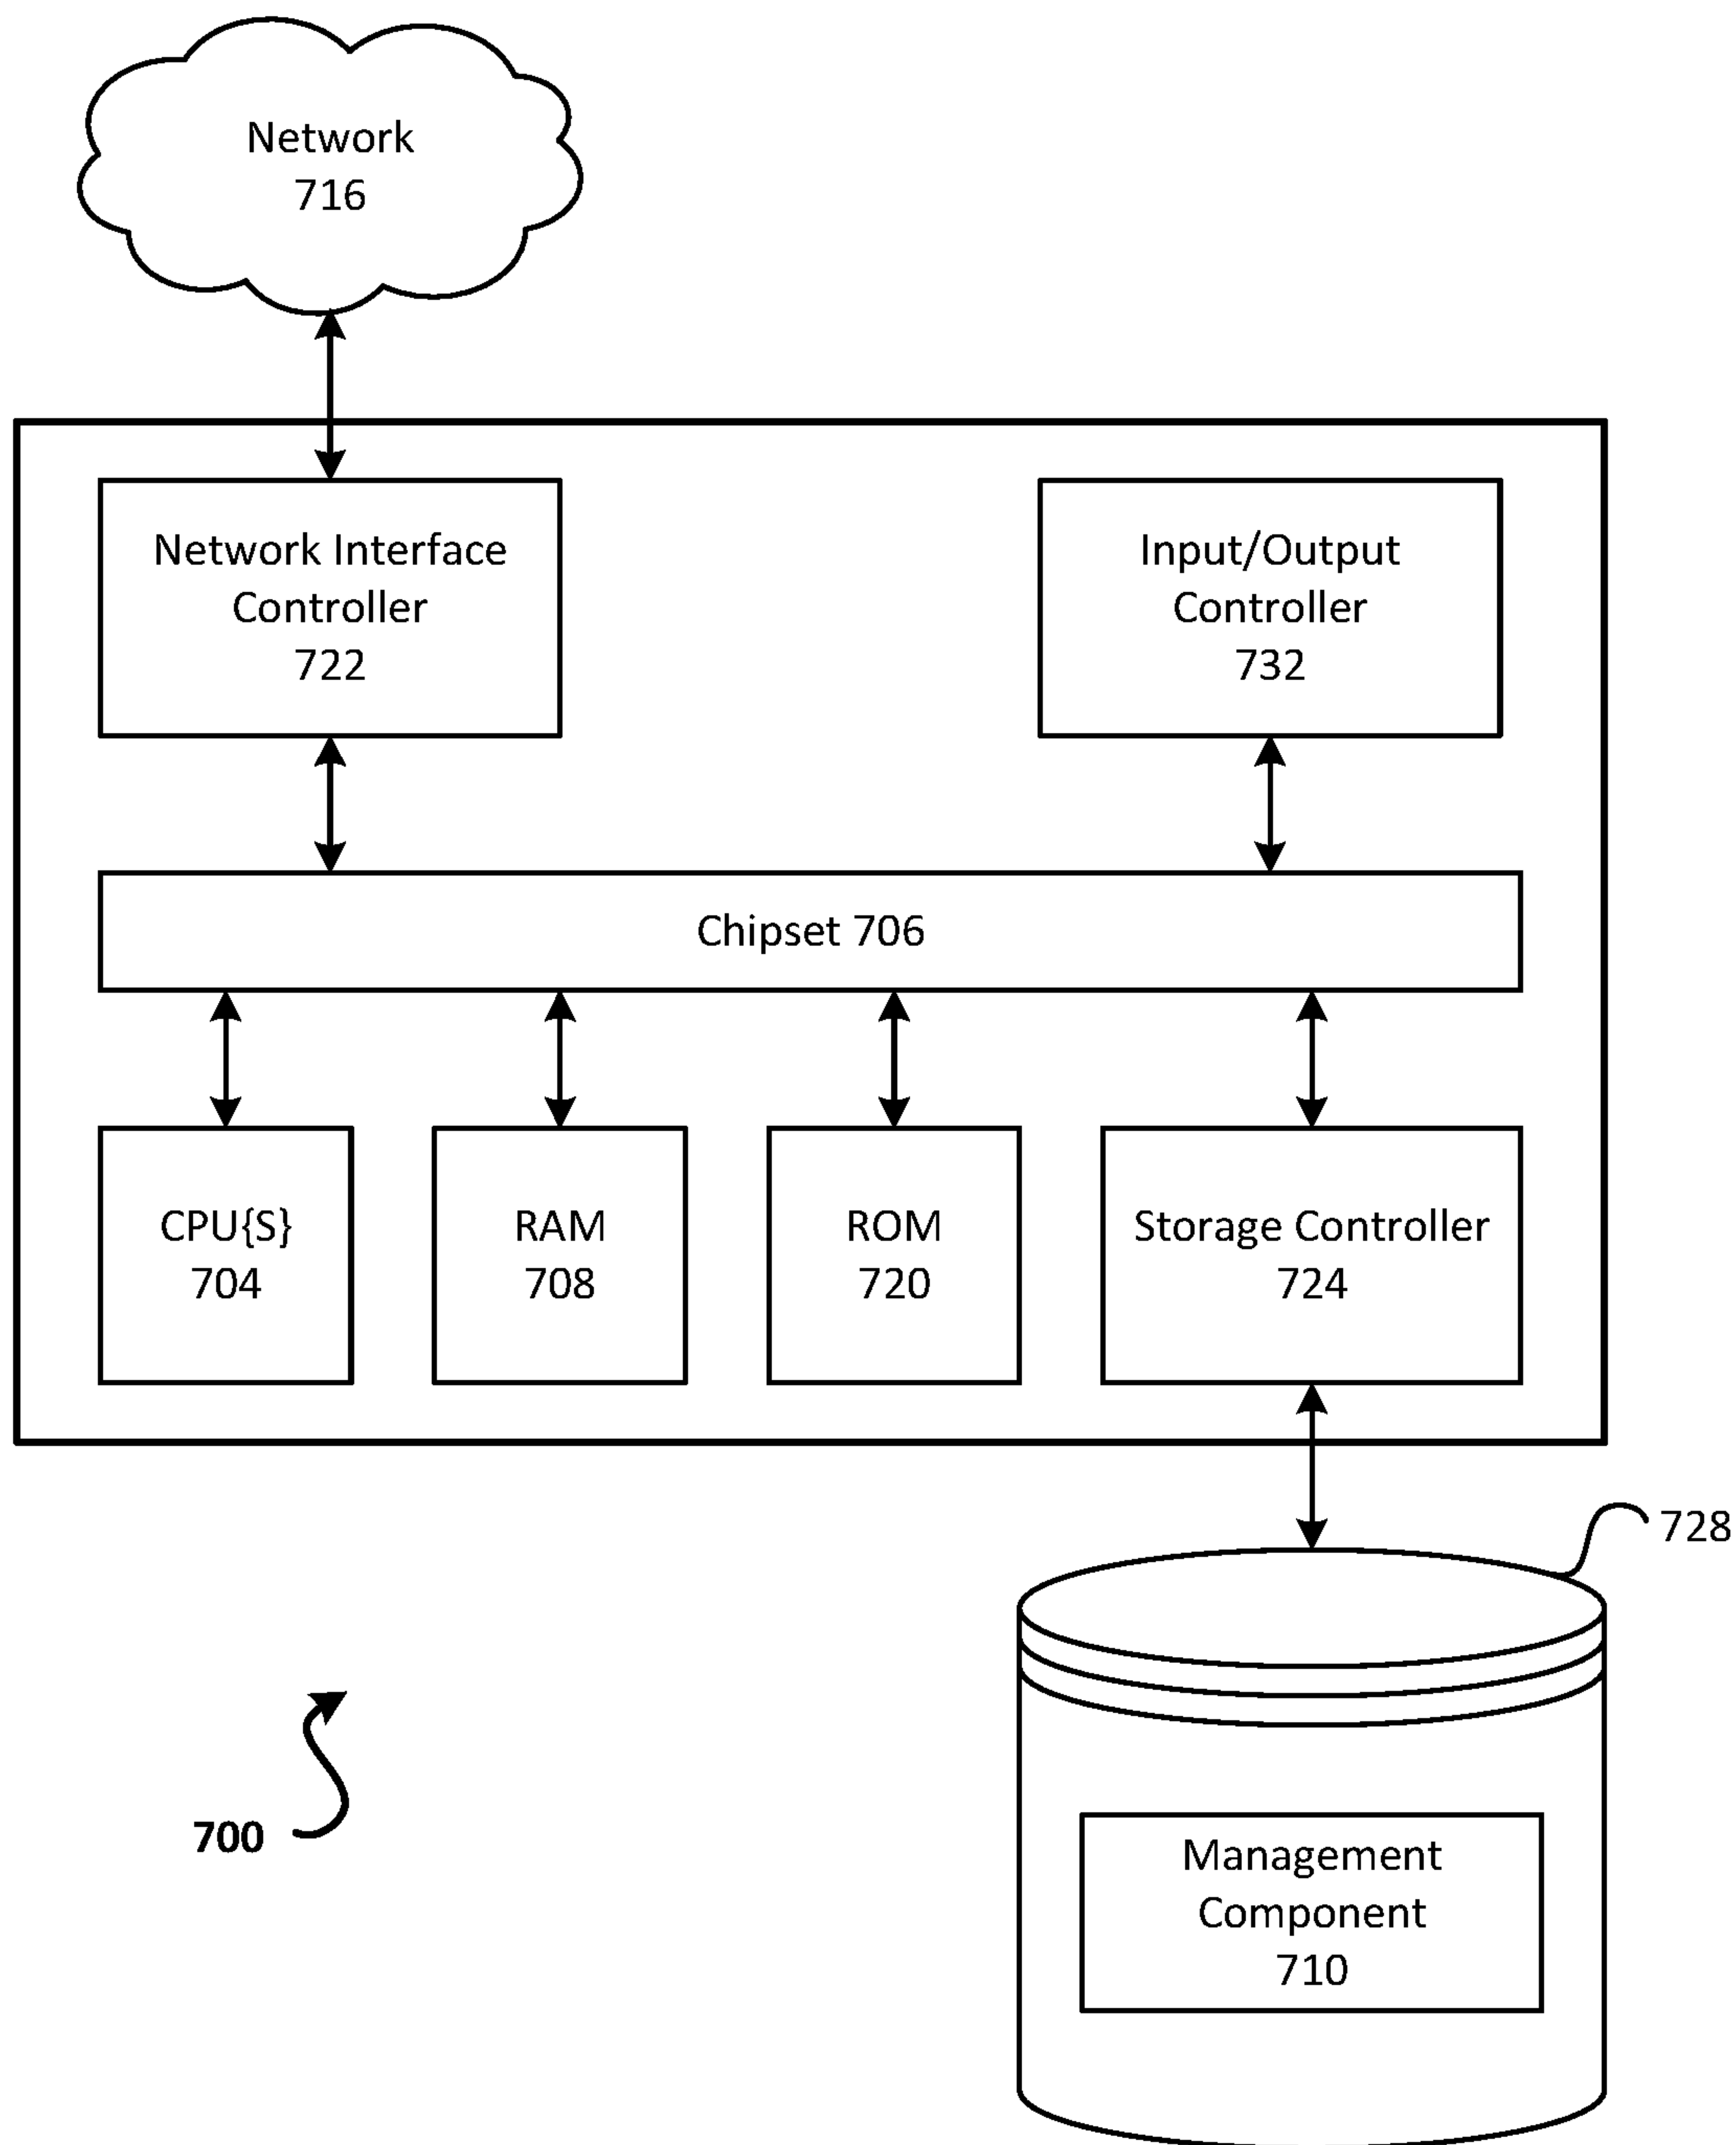 Network
716
Network Interface
Controller
722
Input/Output
Controller
732
Chipset 706
CPU{S}
704
RAM
708
ROM
720
Storage Controller
724
728
700
Management
Component
710